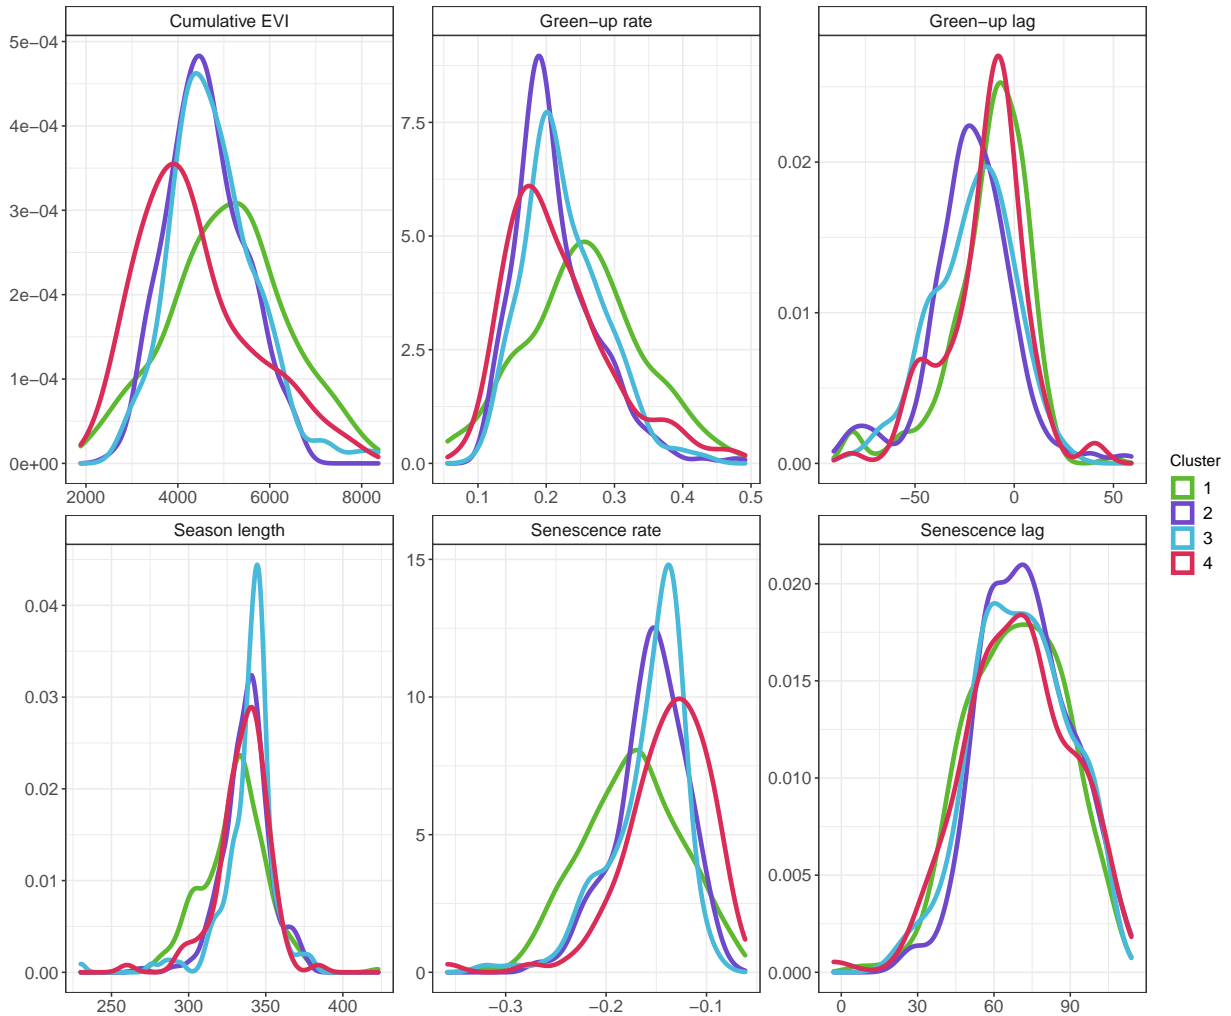 Cumulative EVI
Green−up rate
Green−up lag
5e−04
4e−04
3e−04
2e−04
1e−04
0e+00
7.5
5.0
2.5
0.0
0.02
0.01
0.00
2000 4000 6000 8000
0.1 0.2 0.3 0.4 0.5
−50 0 50
Season length
Senescence rate
Senescence lag
0.04
0.03
0.02
0.01
0.00
15
10
5
0
0.020
0.015
0.010
0.005
0.000
250 300 350 400
−0.3 −0.2 −0.1
0 30 60 90
Cluster
1
2
3
4